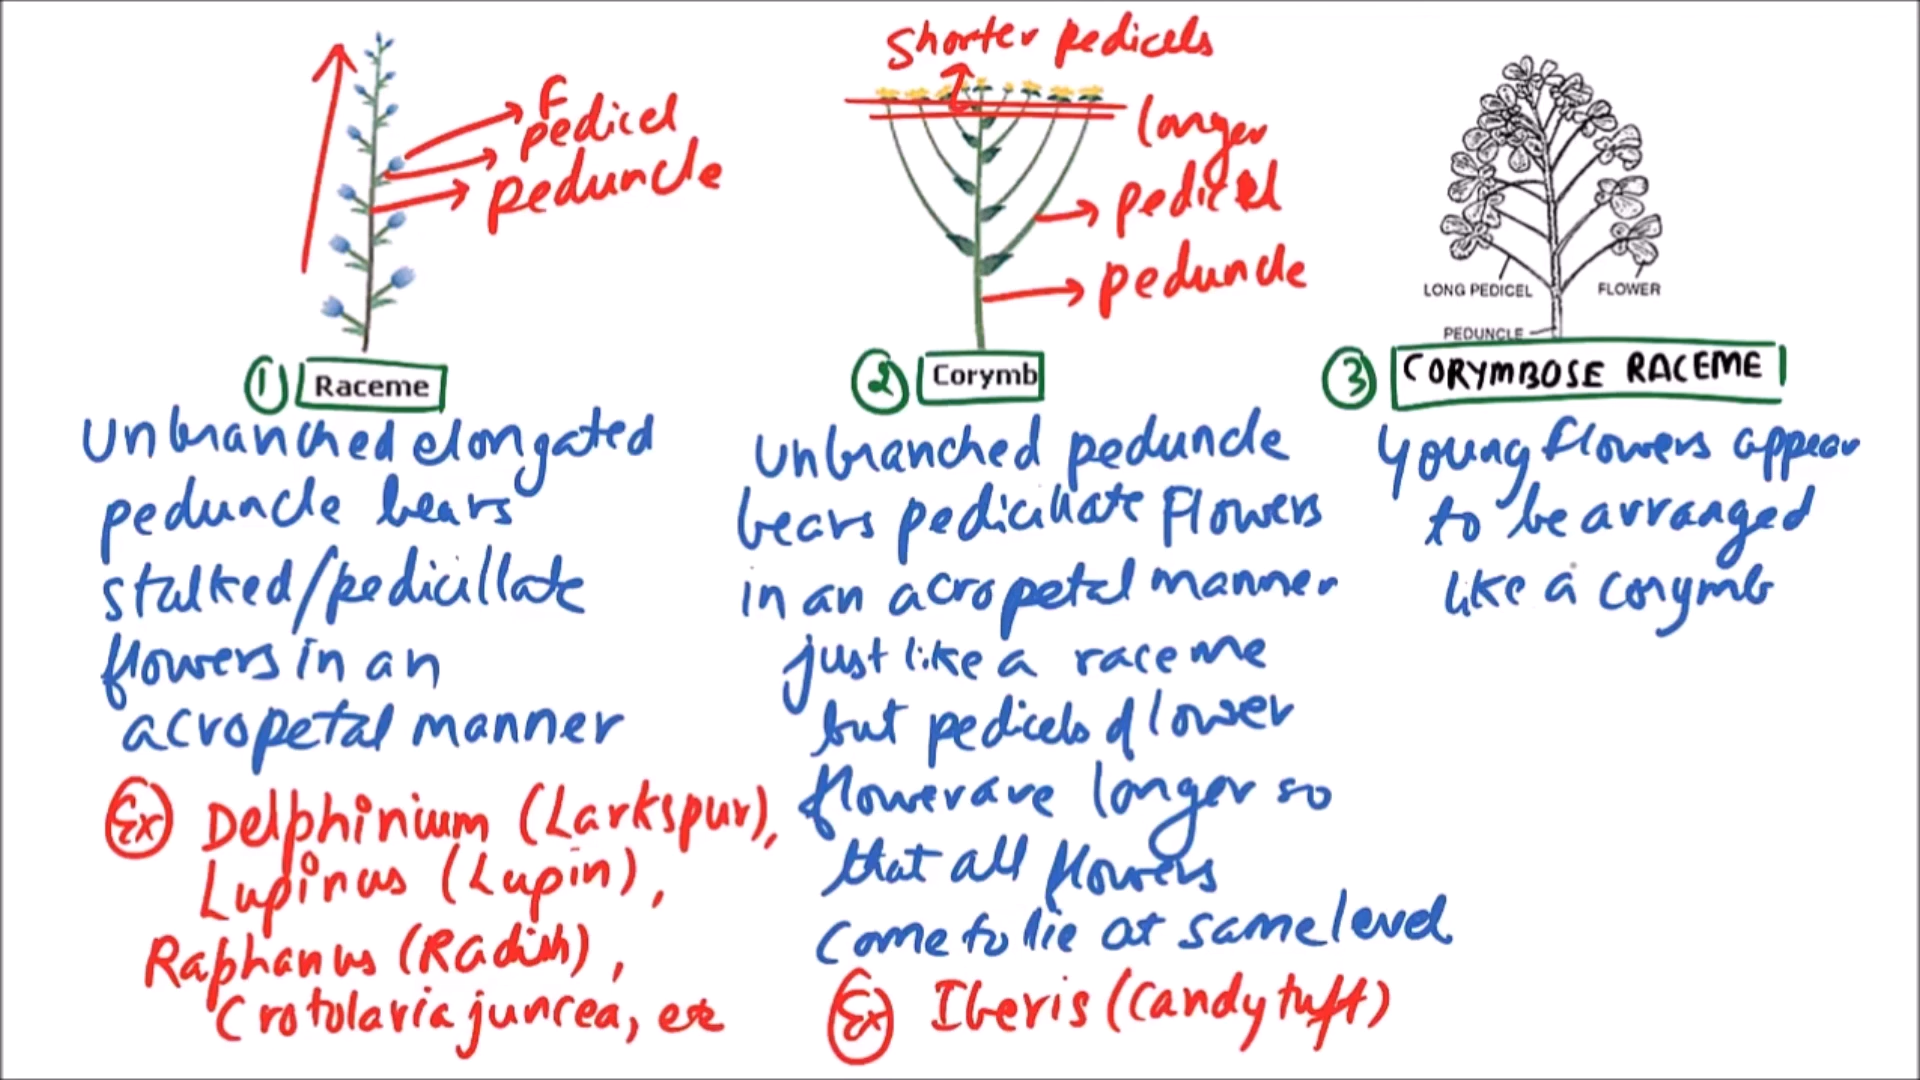 F
pedicel
peduncle
① Raceme
Unbranched elongated
peduncle bears
stalked/pedicillate
flowers in an
acropetal manner
Ex Delphinium (Larkspur),
Lupinus (Lupin),
Raphanus (Radish),
Crotolaria juncea, etc
Shorter pedicels
longer
pedicel
peduncle
② Corymb
Unbranched peduncle
bears pedicillate Flowers
in an acropetal manner
just like a raceme
but pedicels of lower
flower are longer so
that all flowers
come to lie at same level
Ex Iberis (Candytuft)
LONG PEDICEL
FLOWER
PEDUNCLE
③ CORYMBOSE RACEME
Young flowers appear
to be arranged
like a corymb